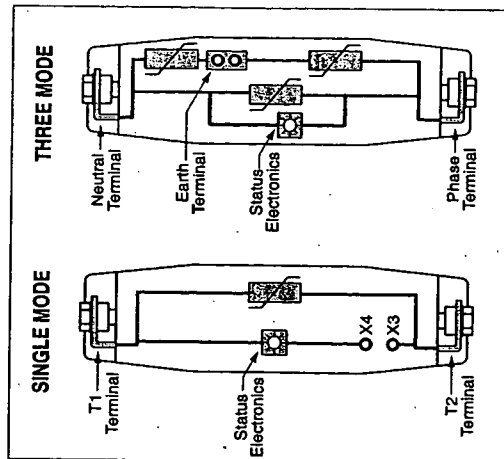 THREE MODE
Neutral
Terminal
Earth
Terminal
Status
Electronics
Phase
Terminal
SINGLE MODE
T1
Terminal
Status
Electronics
X4
X3
T2
Terminal